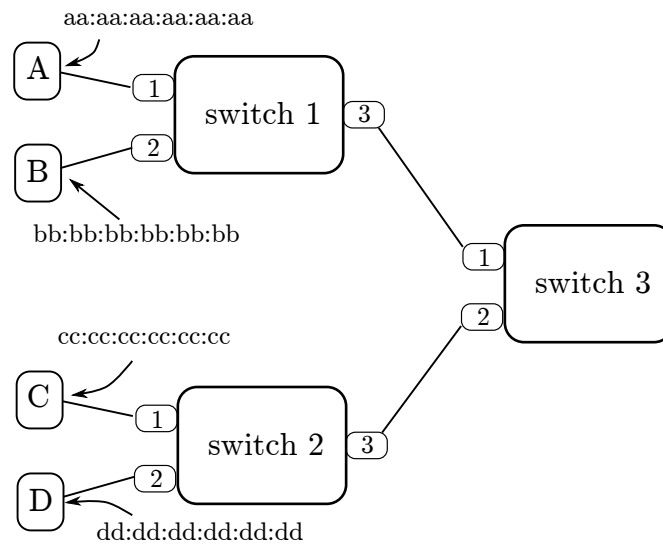 aa:aa:aa:aa:aa:aa
A
1
switch 1
3
2
B
bb:bb:bb:bb:bb:bb
1
switch 3
2
cc:cc:cc:cc:cc:cc
C
1
switch 2
3
2
D
dd:dd:dd:dd:dd:dd